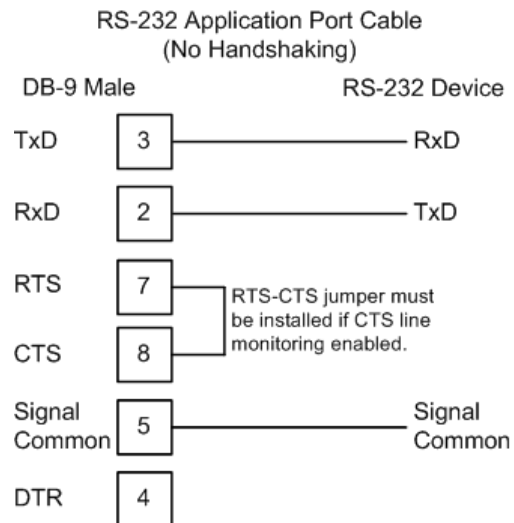 RS-232 Application Port Cable
(No Handshaking)
DB-9 Male RS-232 Device
TxD 3 RxD
RxD 2 TxD
RTS 7
RTS-CTS jumper must
be installed if CTS line
monitoring enabled.
CTS 8
Signal
Common 5 Signal
Common
DTR 4